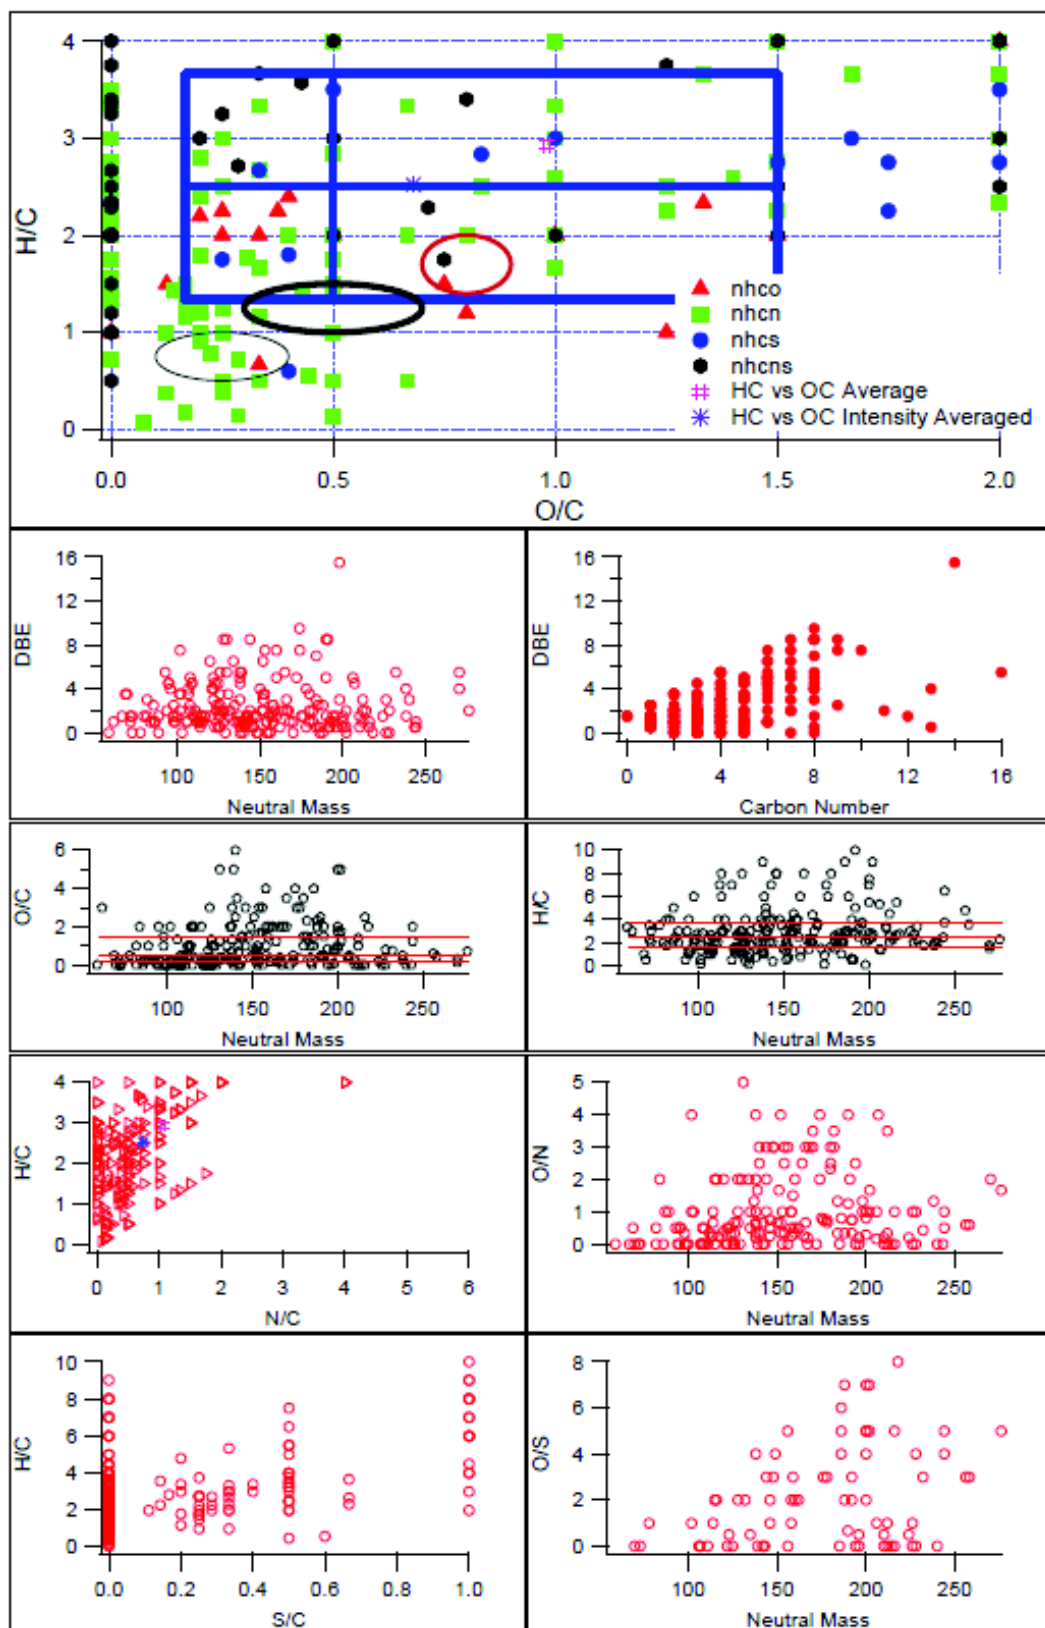 4
3
2
1
0
H/C
nhco
nhcn
nhcs
nhcns
HC vs OC Average
HC vs OC Intensity Averaged
0.0 0.5 1.0 1.5 2.0
O/C
16
12
8
4
0
DBE
100 150 200 250
Neutral Mass
16
12
8
4
0
DBE
0 4 8 12 16
Carbon Number
6
4
2
0
O/C
100 150 200 250
Neutral Mass
10
8
6
4
2
0
H/C
100 150 200 250
Neutral Mass
4
3
2
1
0
H/C
0 1 2 3 4 5 6
N/C
5
4
3
2
1
0
O/N
100 150 200 250
Neutral Mass
10
8
6
4
2
0
H/C
0.0 0.2 0.4 0.6 0.8 1.0
S/C
8
6
4
2
0
O/S
100 150 200 250
Neutral Mass